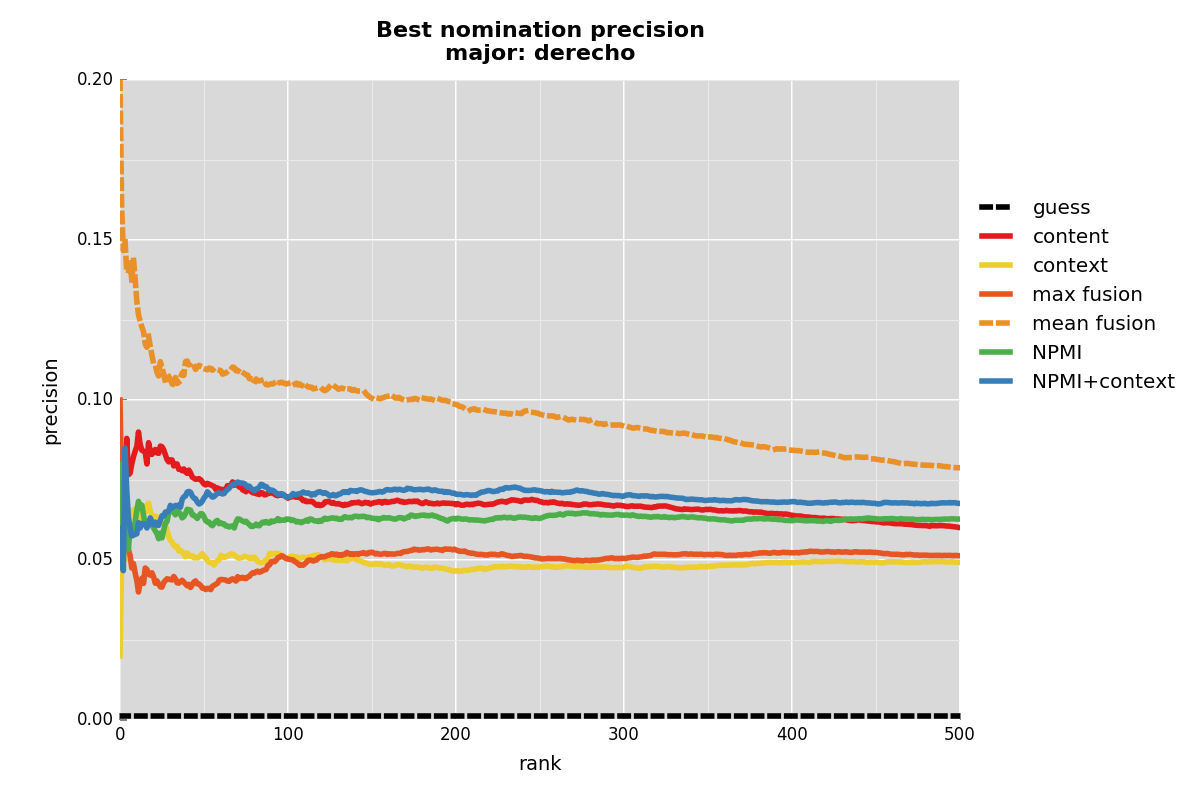 Best nomination precision
major: derecho
precision
0.20
0.15
0.10
0.05
0.00
0 100 200 300 400 500
rank
guess
content
context
max fusion
mean fusion
NPMI
NPMI+context